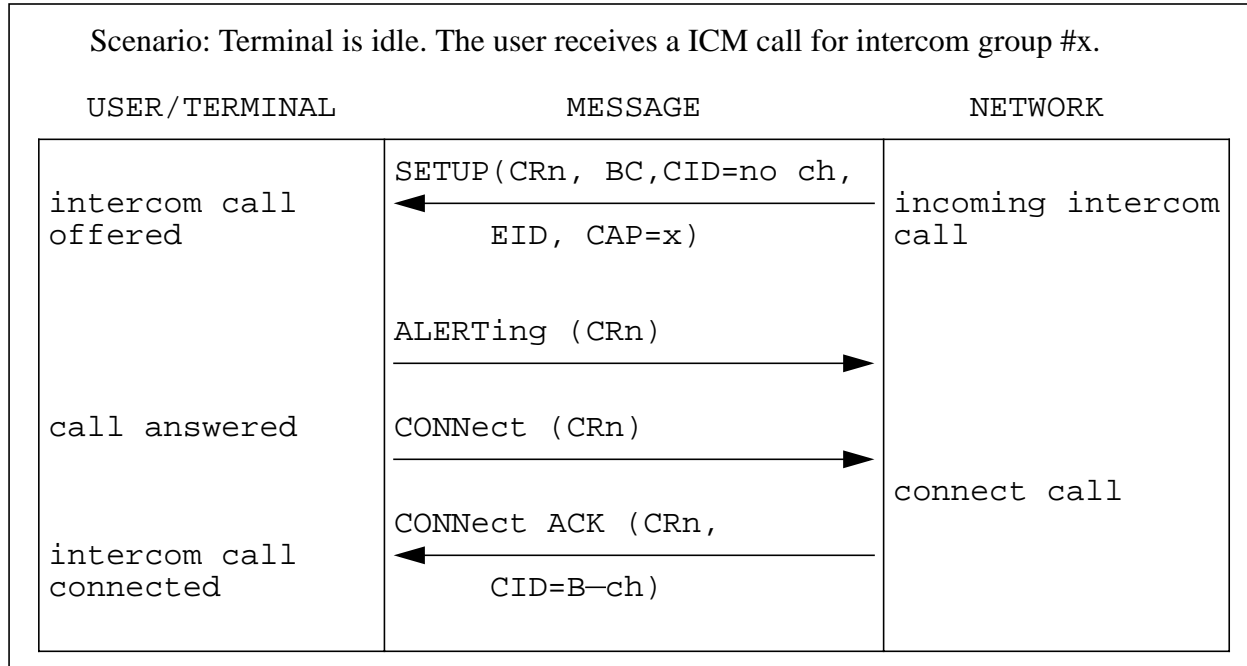 Scenario: Terminal is idle. The user receives a ICM call for intercom group #x.
USER/TERMINAL MESSAGE NETWORK
SETUP(CRn, BC,CID=no ch,
intercom call
offered
EID, CAP=x)
incoming intercom
call
ALERTing (CRn)
call answered
CONNect (CRn)
connect call
CONNect ACK (CRn,
intercom call
connected
CID=B—ch)